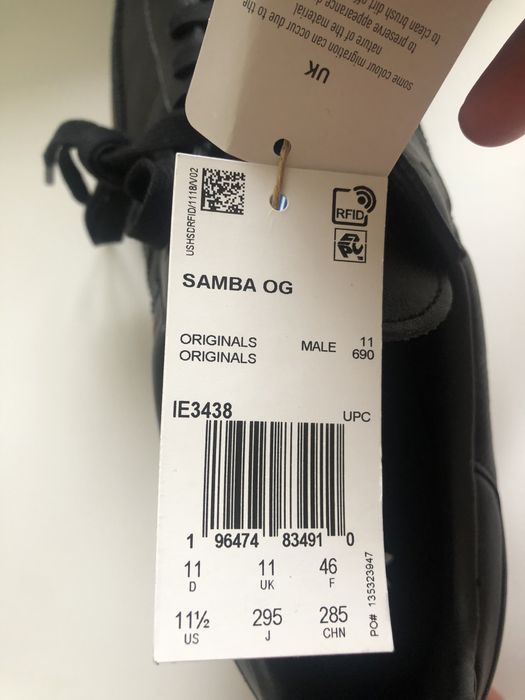 some colour migration can occur due to the
nature of the material
to preserve appearance
to clean brush dirt
UK
USHSDRFID/1118/V02
RFID
EPC
SAMBA OG
ORIGINALS
ORIGINALS
MALE
11
690
IE3438
UPC
1 96474 83491 0
11 11 46
D UK F
11½ 295 285
US J CHN
PO# 135323947